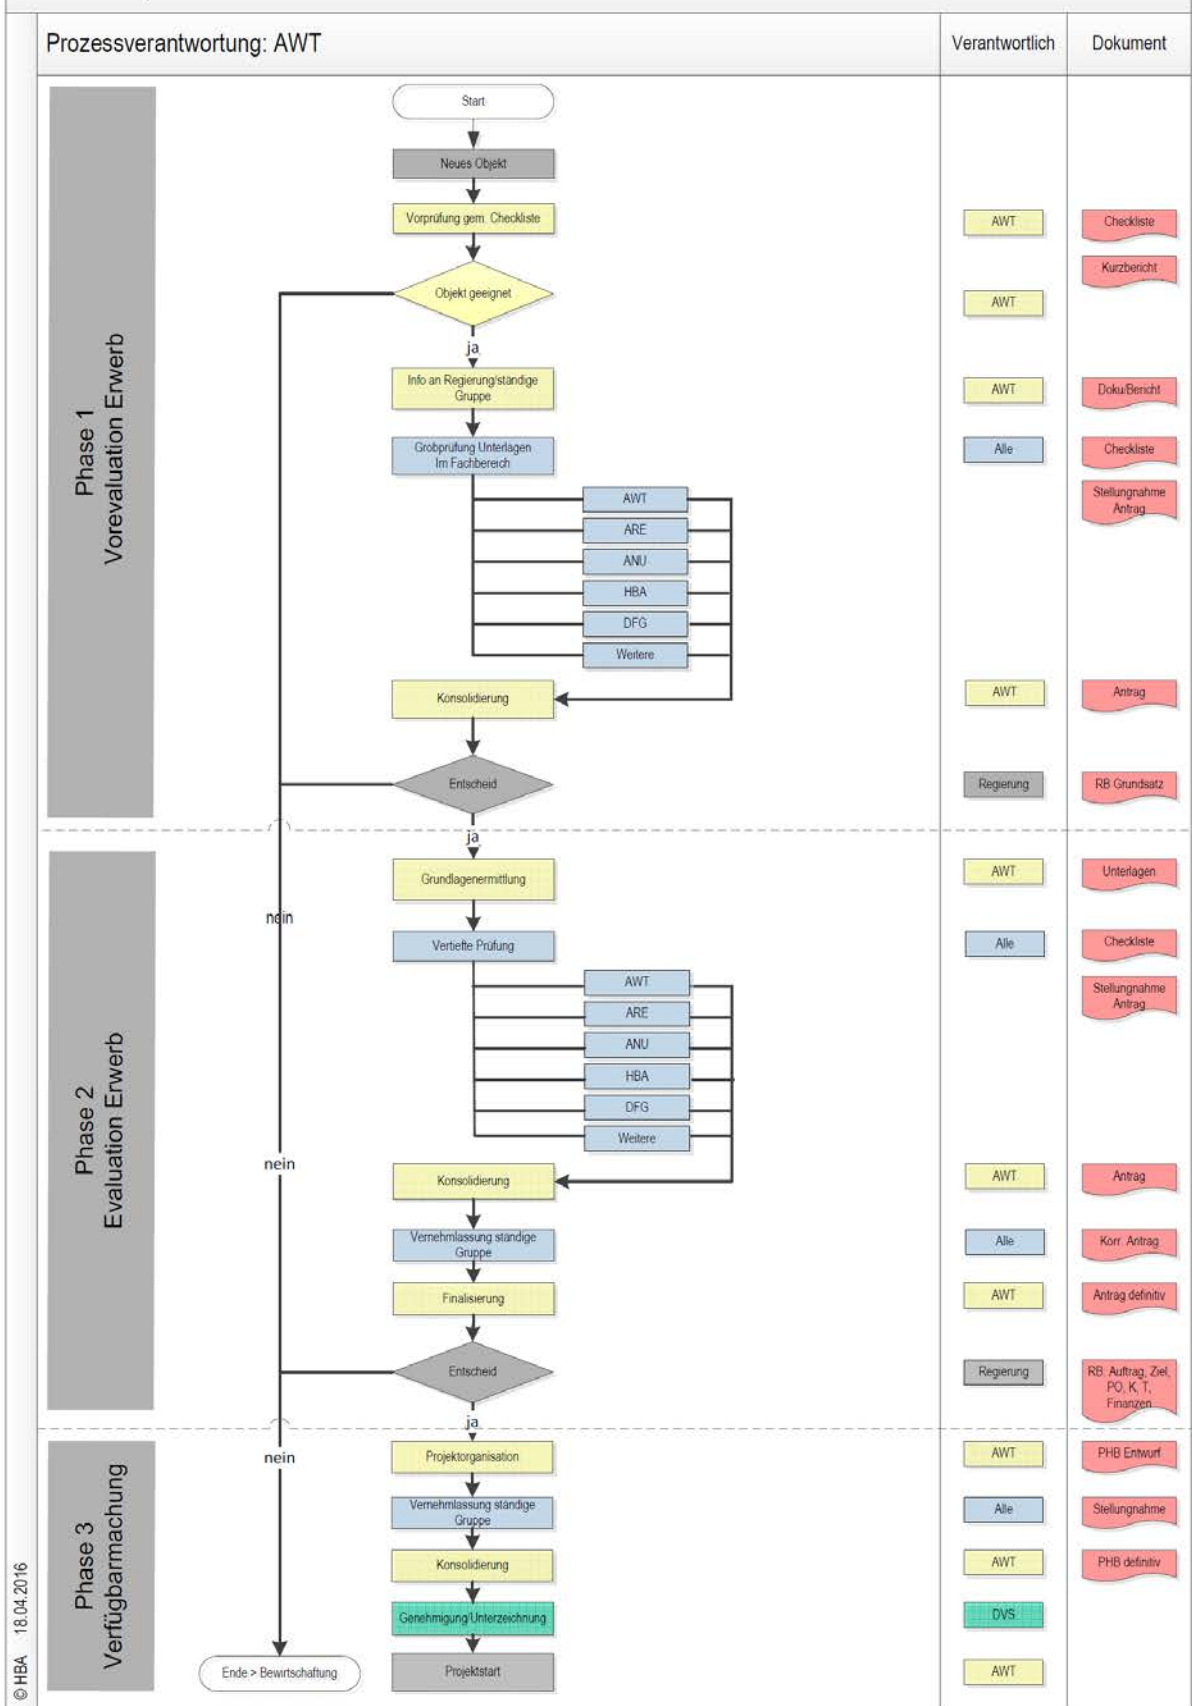 Prozessverantwortung: AWT
Verantwortlich
Dokument
Phase 1
Vorevaluation Erwerb
Start
Neues Objekt
Vorprüfung gem. Checkliste
AWT
Checkliste
Kurzbericht
Objekt geeignet
AWT
ja
Info an Regierung/ständige
Gruppe
AWT
Doku/Bericht
Grobprüfung Unterlagen
Im Fachbereich
Alle
Checkliste
Stellungnahme
Antrag
AWT
ARE
ANU
HBA
DFG
Weitere
Konsolidierung
AWT
Antrag
Entscheid
Regierung
RB Grundsatz
ja
Phase 2
Evaluation Erwerb
Grundlagenermittlung
AWT
Unterlagen
nein
Vertiefte Prüfung
Alle
Checkliste
Stellungnahme
Antrag
AWT
ARE
ANU
HBA
DFG
Weitere
nein
Konsolidierung
AWT
Antrag
Vernehmlassung ständige
Gruppe
Alle
Korr. Antrag
Finalisierung
AWT
Antrag definitiv
Entscheid
Regierung
RB. Auftrag, Ziel,
PO, K, T,
Finanzen
ja
Phase 3
Verfügbarmachung
nein
Projektorganisation
AWT
PHB Entwurf
Vernehmlassung ständige
Gruppe
Alle
Stellungnahme
Konsolidierung
AWT
PHB definitiv
Genehmigung/Unterzeichnung
DVS
Ende > Bewirtschaftung
Projektstart
AWT
© HBA 18.04.2016